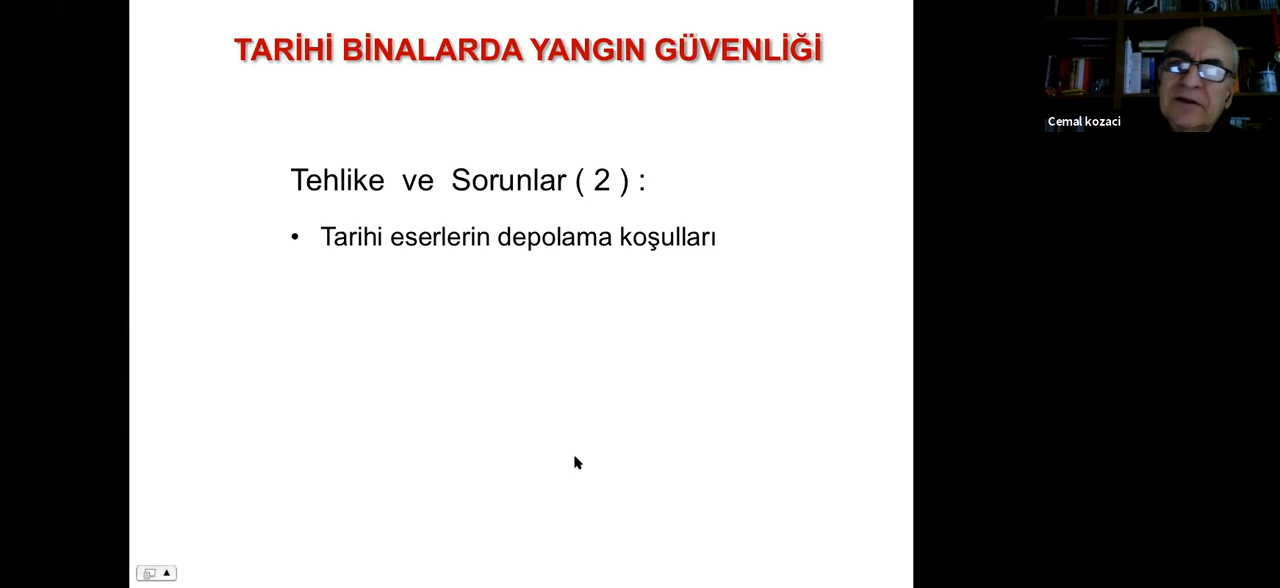 TARİHİ BİNALARDA YANGIN GÜVENLİĞİ
Cemal kozaci
Tehlike ve Sorunlar ( 2 ) :
• Tarihi eserlerin depolama koşulları